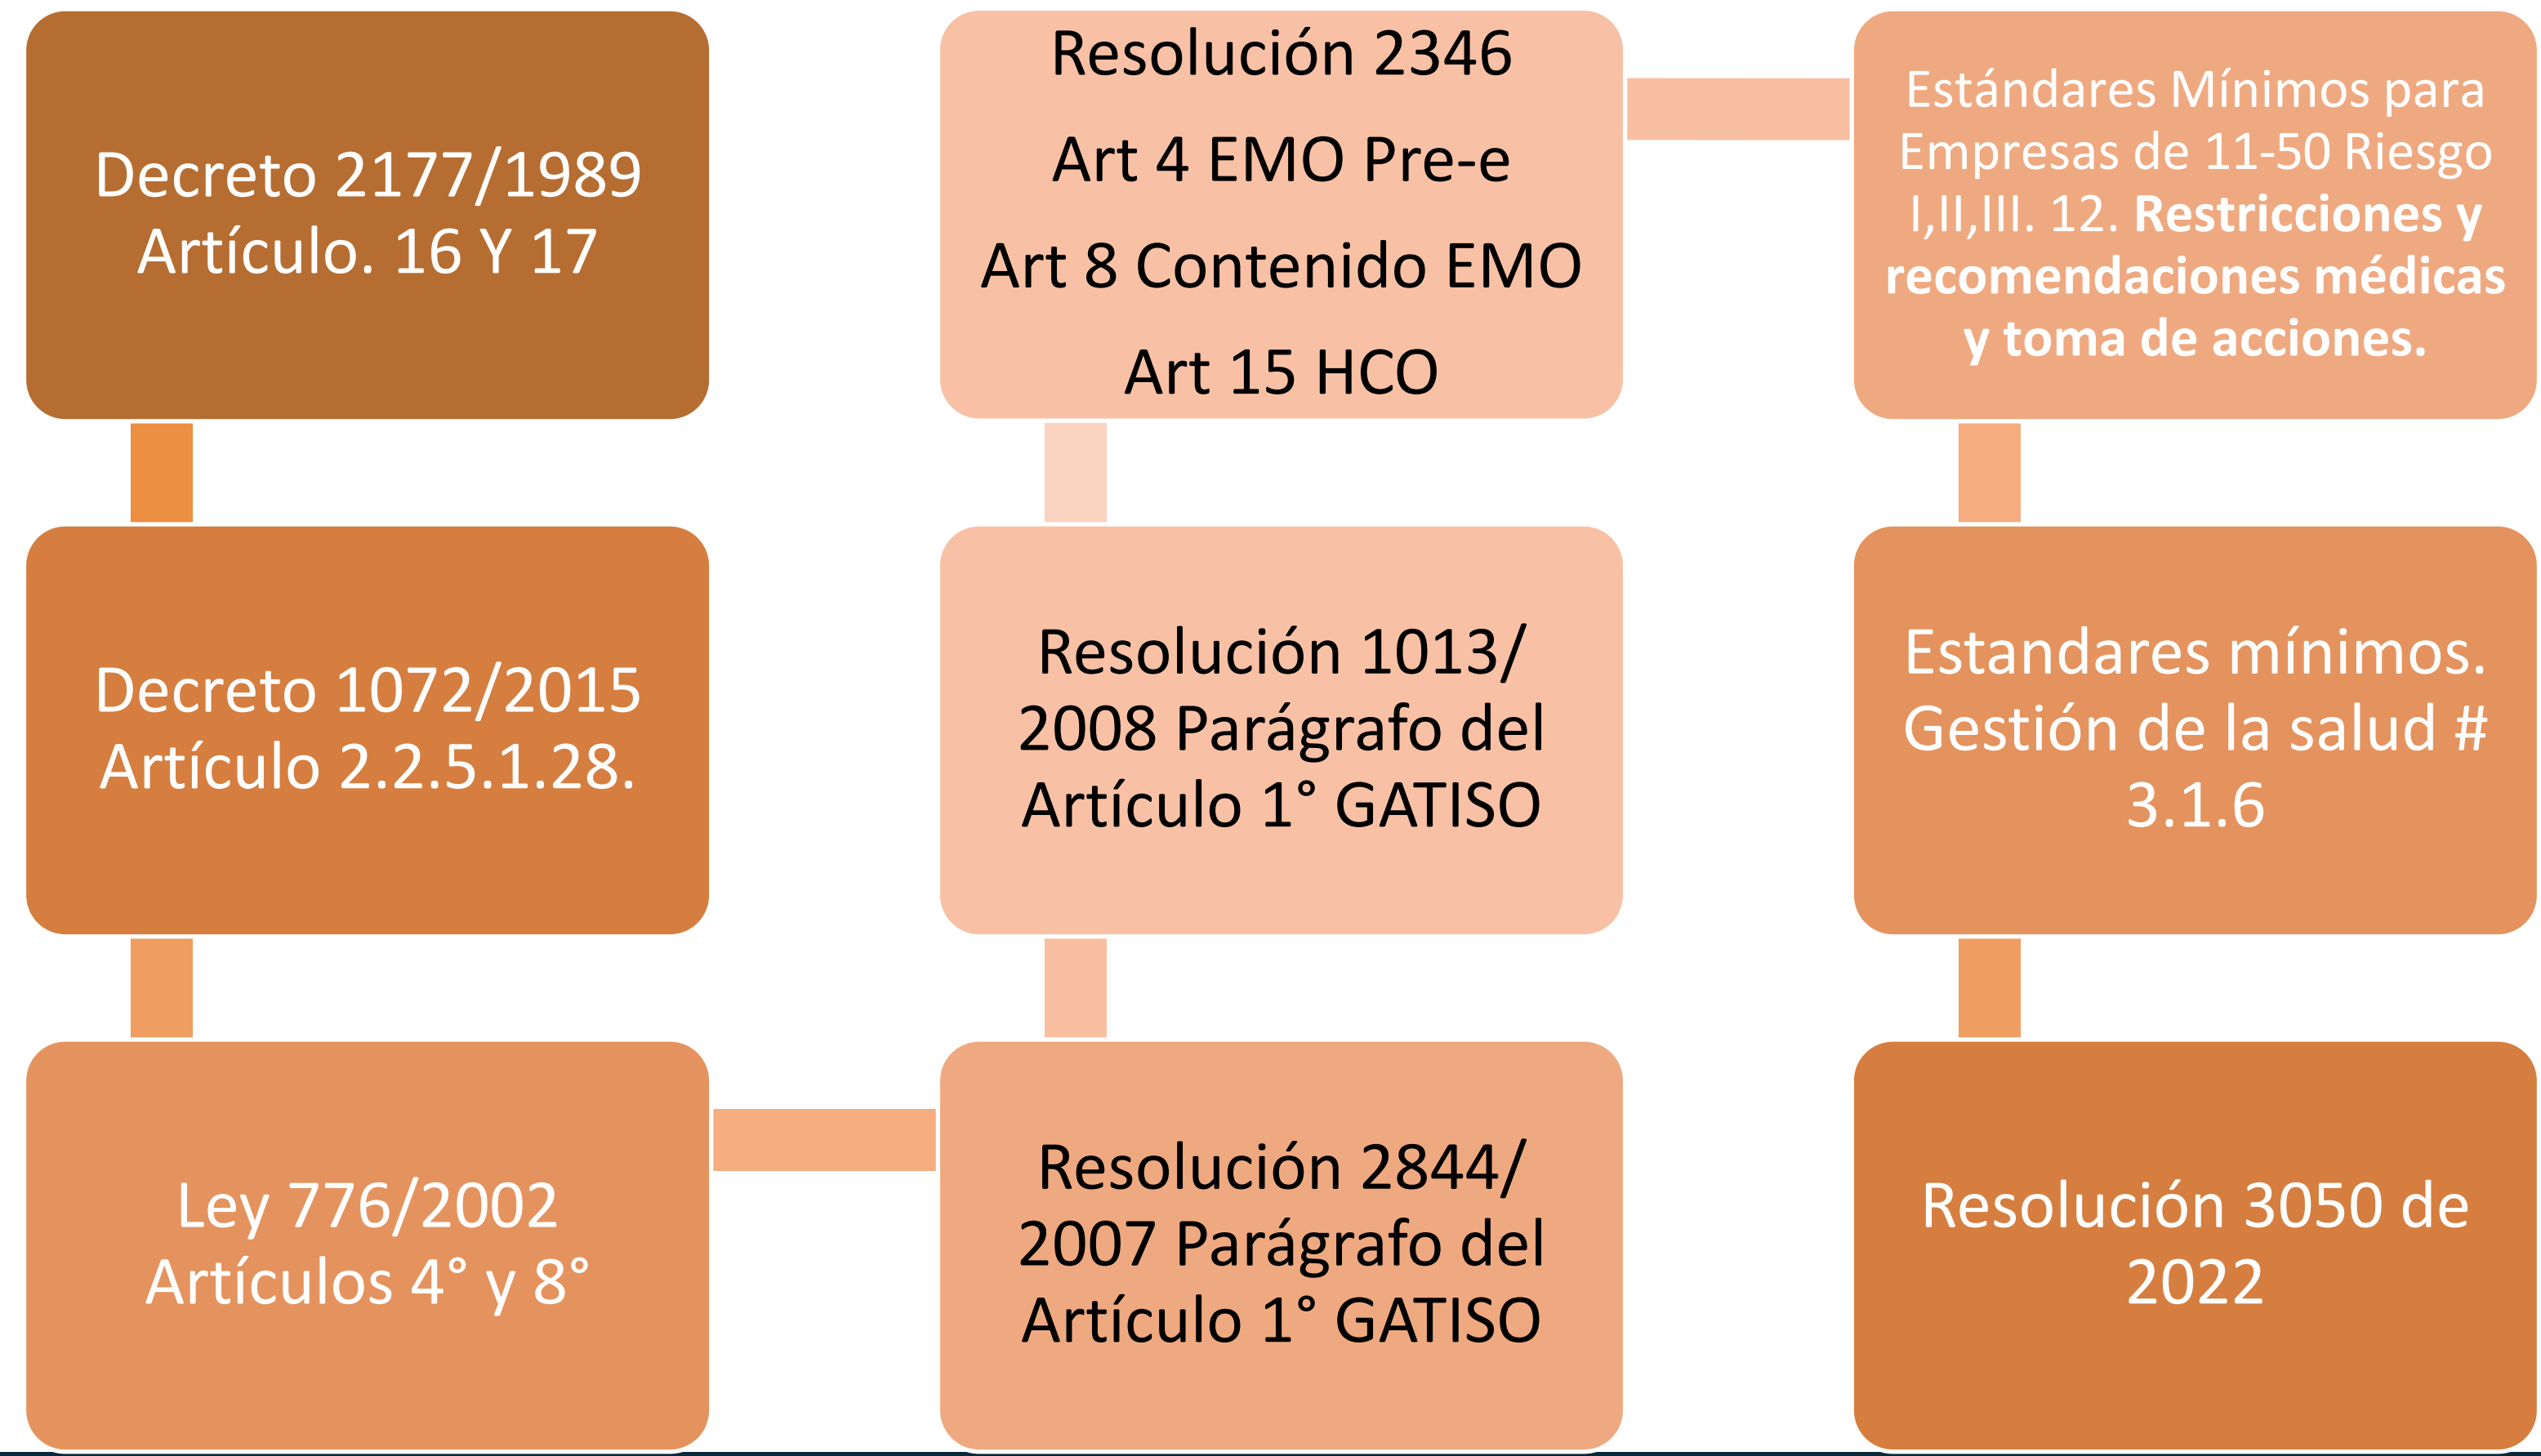 Decreto 2177/1989
Artículo. 16 Y 17
Decreto 1072/2015
Artículo 2.2.5.1.28.
Ley 776/2002
Artículos 4° y 8°
Resolución 2844/
2007 Parágrafo del
Artículo 1° GATISO
Resolución 1013/
2008 Parágrafo del
Artículo 1° GATISO
Resolución 2346
Art 4 EMO Pre-e
Art 8 Contenido EMO
Art 15 HCO
Estándares Mínimos para
Empresas de 11-50 Riesgo
I,II,III. 12. Restricciones y
recomendaciones médicas
y toma de acciones.
Estandares mínimos.
Gestión de la salud #
3.1.6
Resolución 3050 de
2022